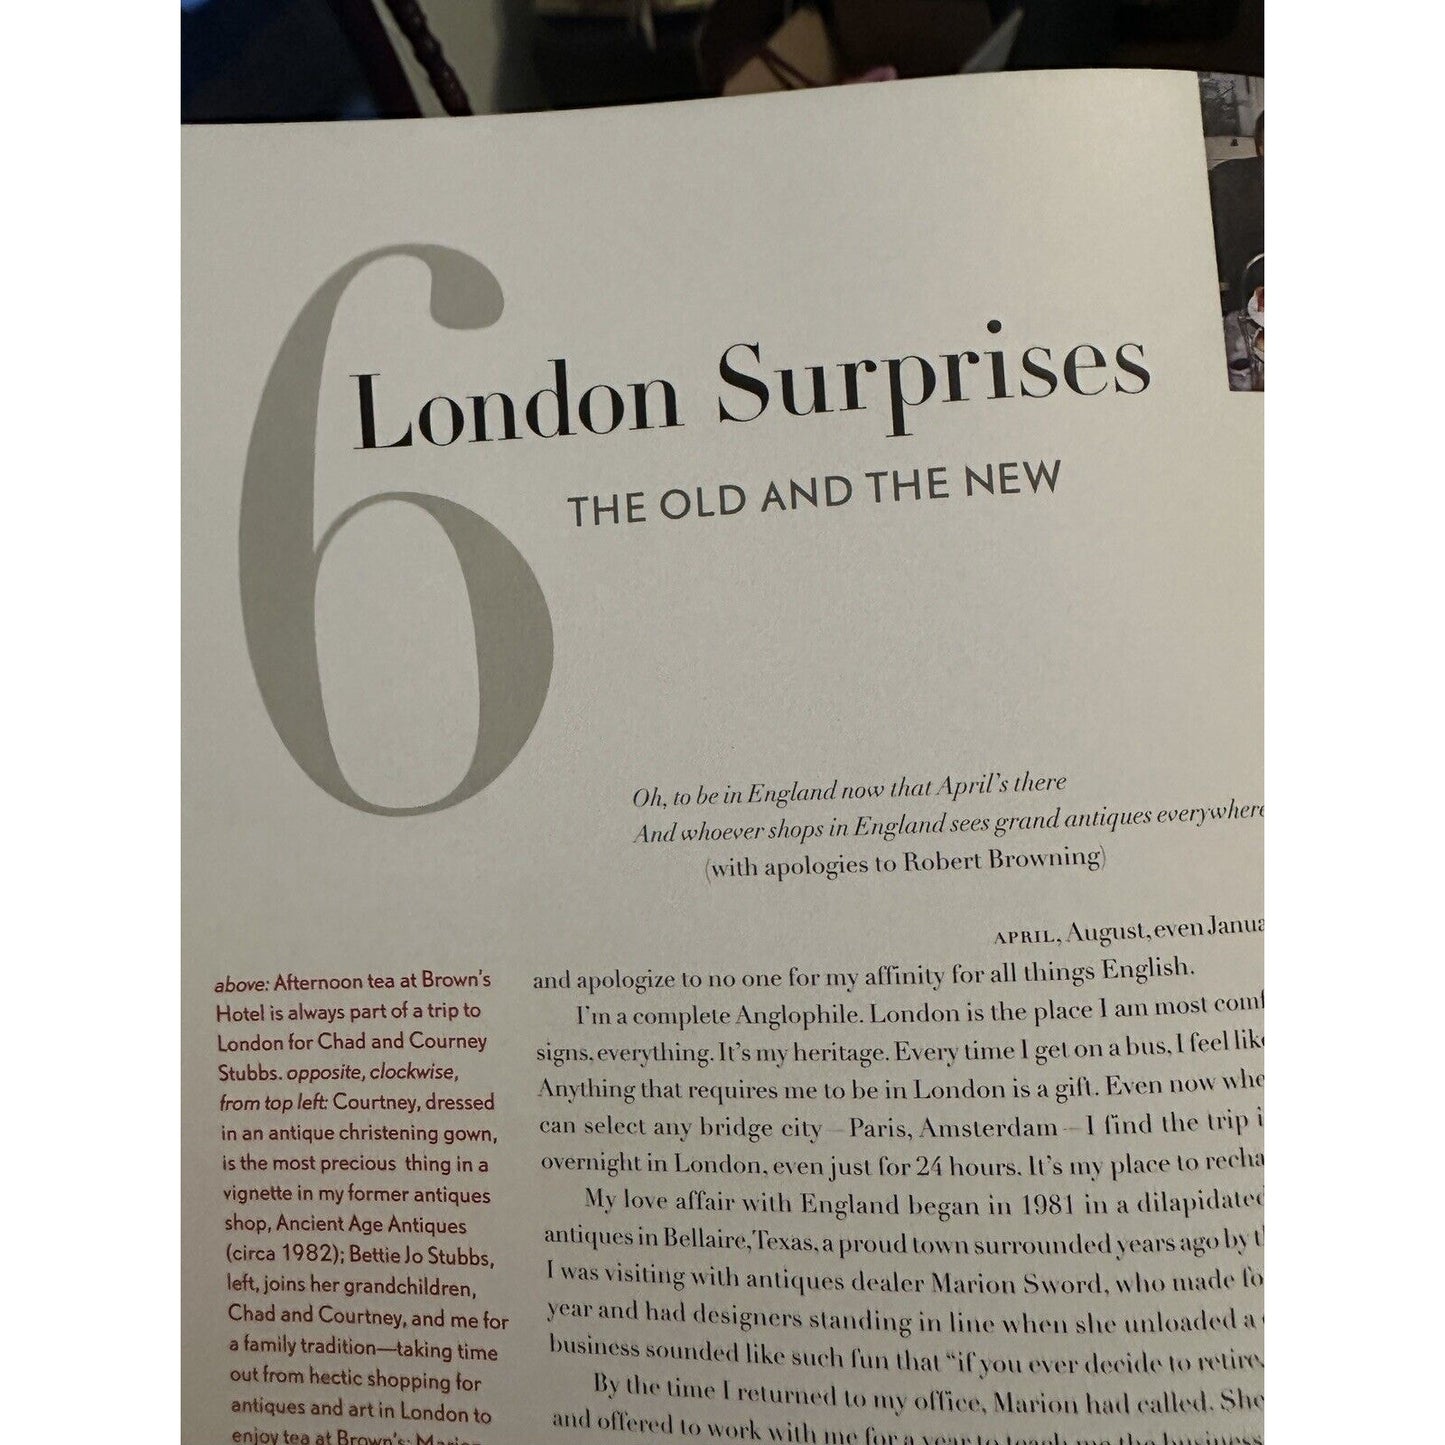 6
London Surprises
THE OLD AND THE NEW
Oh, to be in England now that April's there
And whoever shops in England sees grand antiques everywhere
(with apologies to Robert Browning)
APRIL, August, even
and apologize to no one for my affinity for all things English.
I'm a complete Anglophile. London is the place I am most
signs, everything. It's my heritage. Every time I get on a bus, I feel
Anything that requires me to be in London is a gift. Even now
can select any bridge city—Paris, Amsterdam—I find the trip
overnight in London, even just for 24 hours. It's my place to
My love affair with England began in 1981 in a dilapidated
antiques in Bellaire, Texas, a proud town surrounded years ago by
I was visiting with antiques dealer Marion Sword, who made
year and had designers standing in line when she unloaded a
business sounded like such fun that "if you ever decide to retire,
By the time I returned to my office, Marion had called. She
and offered to work with me for a year to teach me the business
above: Afternoon tea at Brown's
Hotel is always part of a trip to
London for Chad and Courney
Stubbs. opposite, clockwise,
from top left: Courtney, dressed
in an antique christening gown,
is the most precious thing in a
vignette in my former antiques
shop, Ancient Age Antiques
(circa 1982); Bettie Jo Stubbs,
left, joins her grandchildren,
Chad and Courtney, and me for
a family tradition—taking time
out from hectic shopping for
antiques and art in London to
enjoy tea at Brown's; Marion